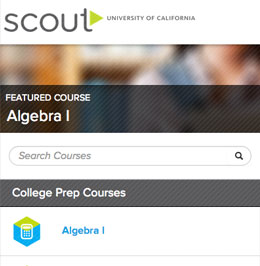 scout UNIVERSITY OF CALIFORNIA
FEATURED COURSE
Algebra I
Search Courses
College Prep Courses
Algebra I